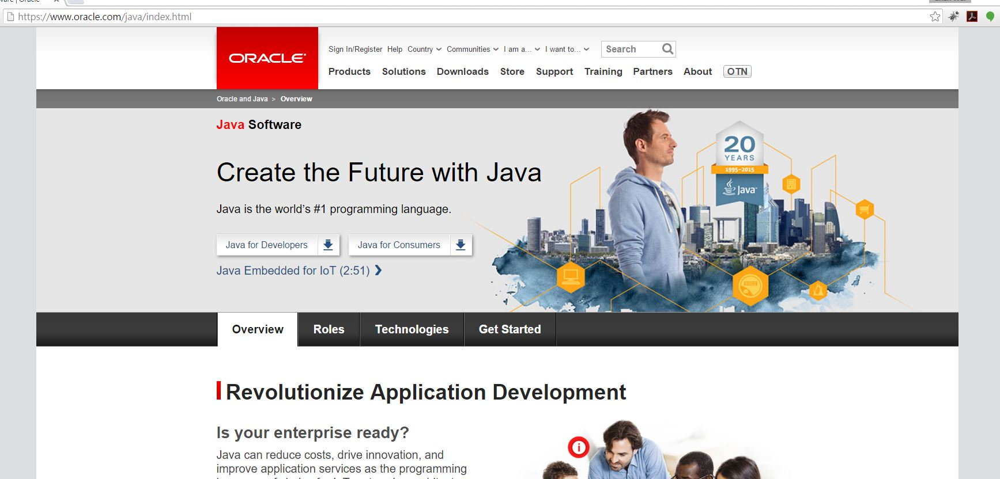 ware | Oracle
https://www.oracle.com/java/index.html
ORACLE
Sign In/Register Help Country Communities I am a... I want to... Search
Products Solutions Downloads Store Support Training Partners About OTN
Oracle and Java > Overview
Java Software
Create the Future with Java
Java is the world's #1 programming language.
Java for Developers Java for Consumers
Java Embedded for IoT (2:51)
20
YEARS
1995-2015
Java™
Overview Roles Technologies Get Started
Revolutionize Application Development
Is your enterprise ready?
Java can reduce costs, drive innovation, and
improve application services as the programming